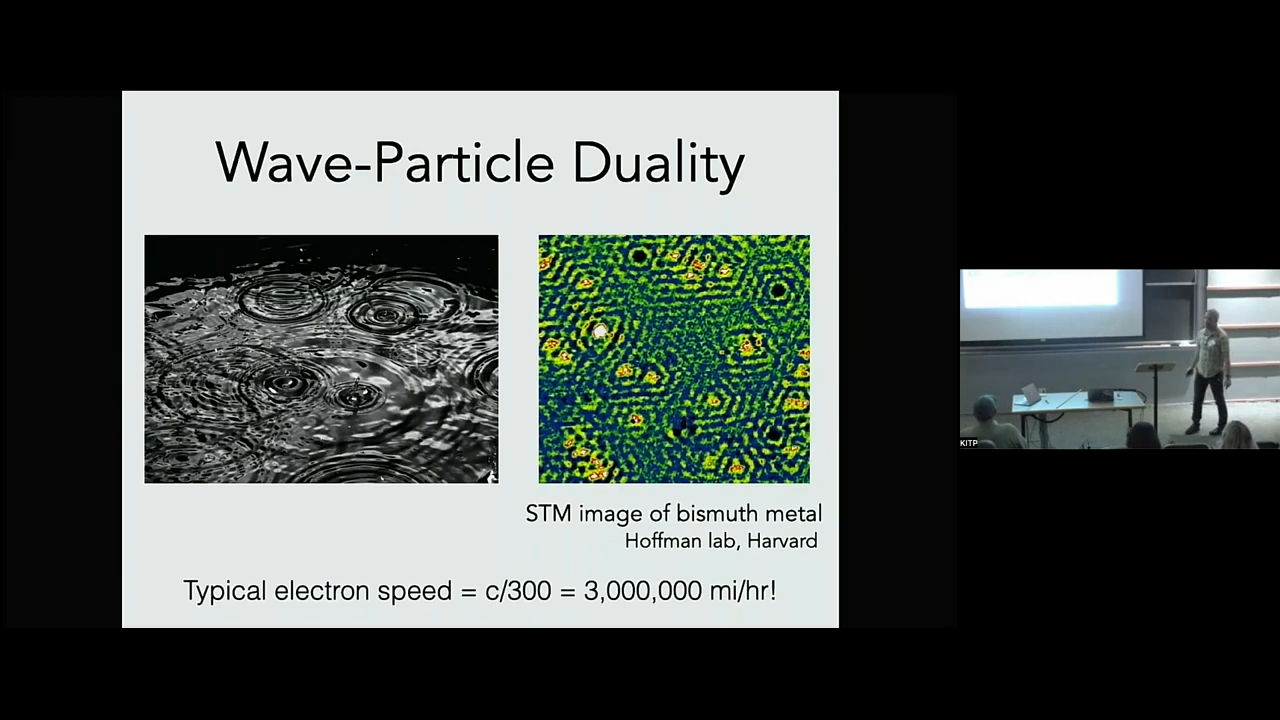 Wave-Particle Duality
STM image of bismuth metal
Hoffman lab, Harvard
Typical electron speed = c/300 = 3,000,000 mi/hr!
KITP